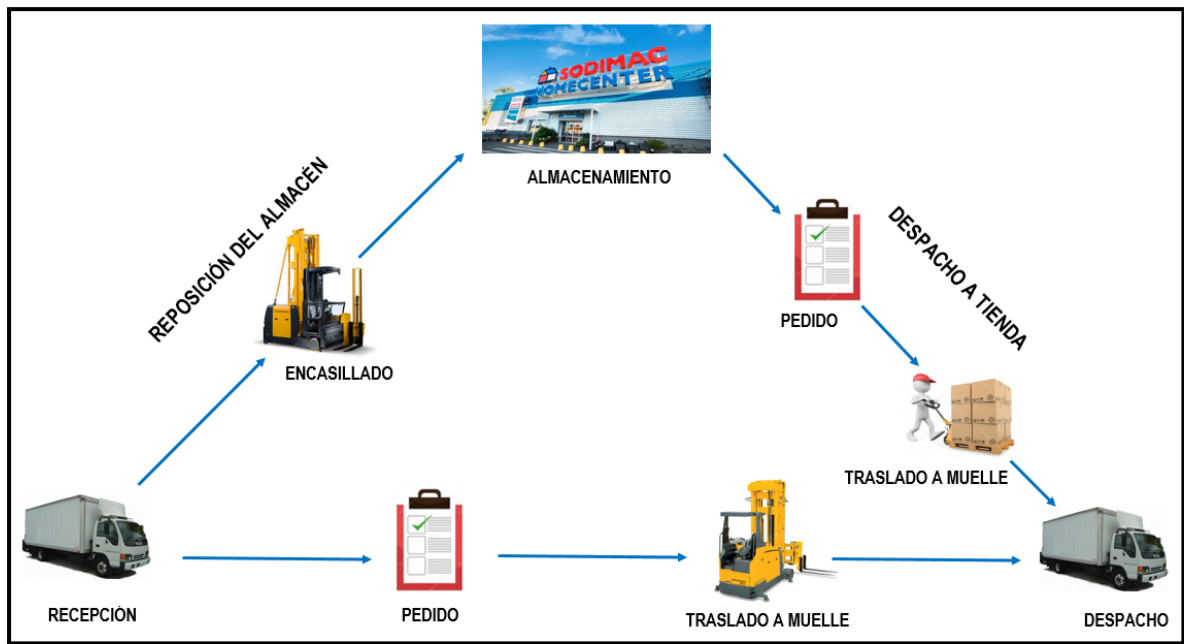 SODIMAC
HOMECENTER
ALMACENAMIENTO
REPOSICIÓN DEL ALMACÉN
DESPACHO A TIENDA
PEDIDO
ENCASILLADO
TRASLADO A MUELLE
RECEPCIÓN
PEDIDO
TRASLADO A MUELLE
DESPACHO